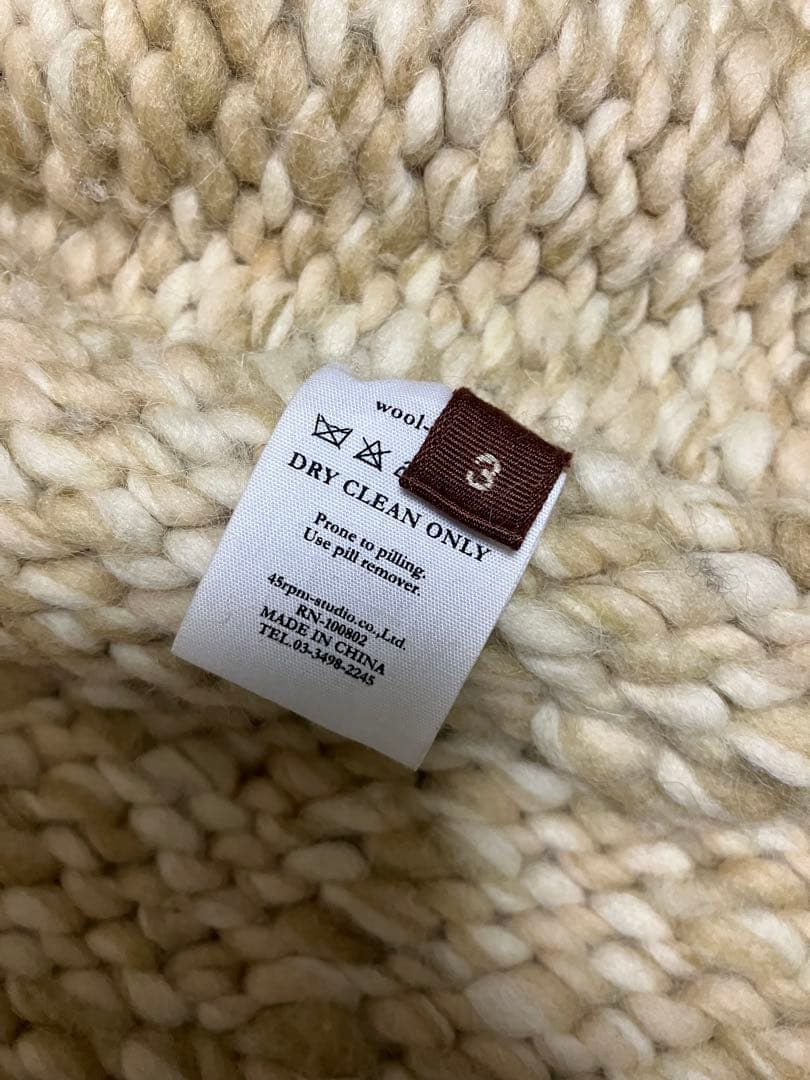 wool-
3
DRY CLEAN ONLY
Prone to pilling.
Use pill remover.
45rpm-studio.co.,Ltd.
RN-100802
MADE IN CHINA
TEL.03-3498-2245